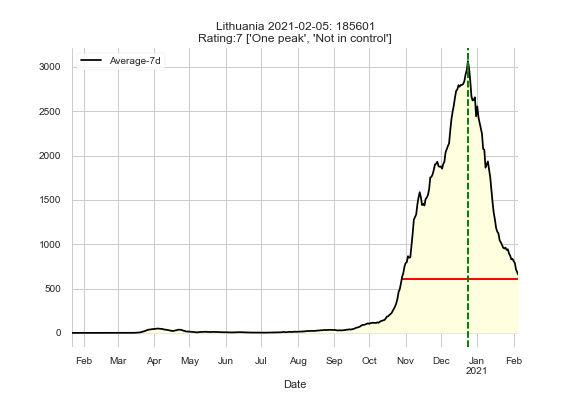 Lithuania 2021-02-05: 185601
Rating:7 ['One peak', 'Not in control']
Average-7d
3000
2500
2000
1500
1000
500
0
Feb Mar Apr May Jun Jul Aug Sep Oct Nov Dec Jan Feb
2021
Date